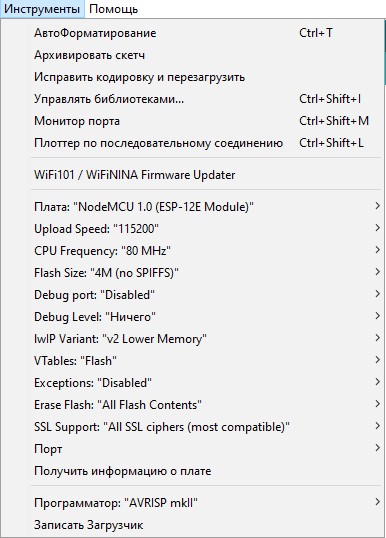 Инструменты Помощь
АвтоФорматирование Ctrl+T
Архивировать скетч
Исправить кодировку и перезагрузить
Управлять библиотеками... Ctrl+Shift+I
Монитор порта Ctrl+Shift+M
Плоттер по последовательному соединению Ctrl+Shift+L
WiFi101 / WiFiNINA Firmware Updater
Плата: "NodeMCU 1.0 (ESP-12E Module)"
Upload Speed: "115200"
CPU Frequency: "80 MHz"
Flash Size: "4M (no SPIFFS)"
Debug port: "Disabled"
Debug Level: "Ничего"
IwIP Variant: "v2 Lower Memory"
VTables: "Flash"
Exceptions: "Disabled"
Erase Flash: "All Flash Contents"
SSL Support: "All SSL ciphers (most compatible)"
Порт
Получить информацию о плате
Программатор: "AVRISP mkII"
Записать Загрузчик